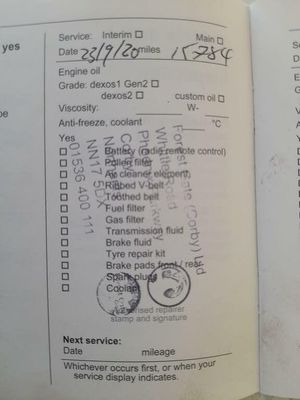 yes
Service: Interim ☐ Main ☐
Date 23/9/20 miles 15784
Engine oil
Grade: dexos1 Gen2 ☐
dexos2 ☐ custom oil ☐
Viscosity: W-
Anti-freeze, coolant °C
Yes
☐ Battery (radio remote control)
☐ Pollen filter
☐ Air cleaner element
☐ Ribbed V-belt
☐ Toothed belt
☐ Fuel filter
☐ Gas filter
☐ Transmission fluid
☐ Brake fluid
☐ Tyre repair kit
☐ Brake pads front / rear
☐ Spark plugs
☐ Coolant
Forest Gate (Corby) Ltd
Phoenix Parkway
NN17 5DX
01536 400 111
Authorised repairer
stamp and signature
Next service:
Date mileage
Whichever occurs first, or when your
service display indicates.